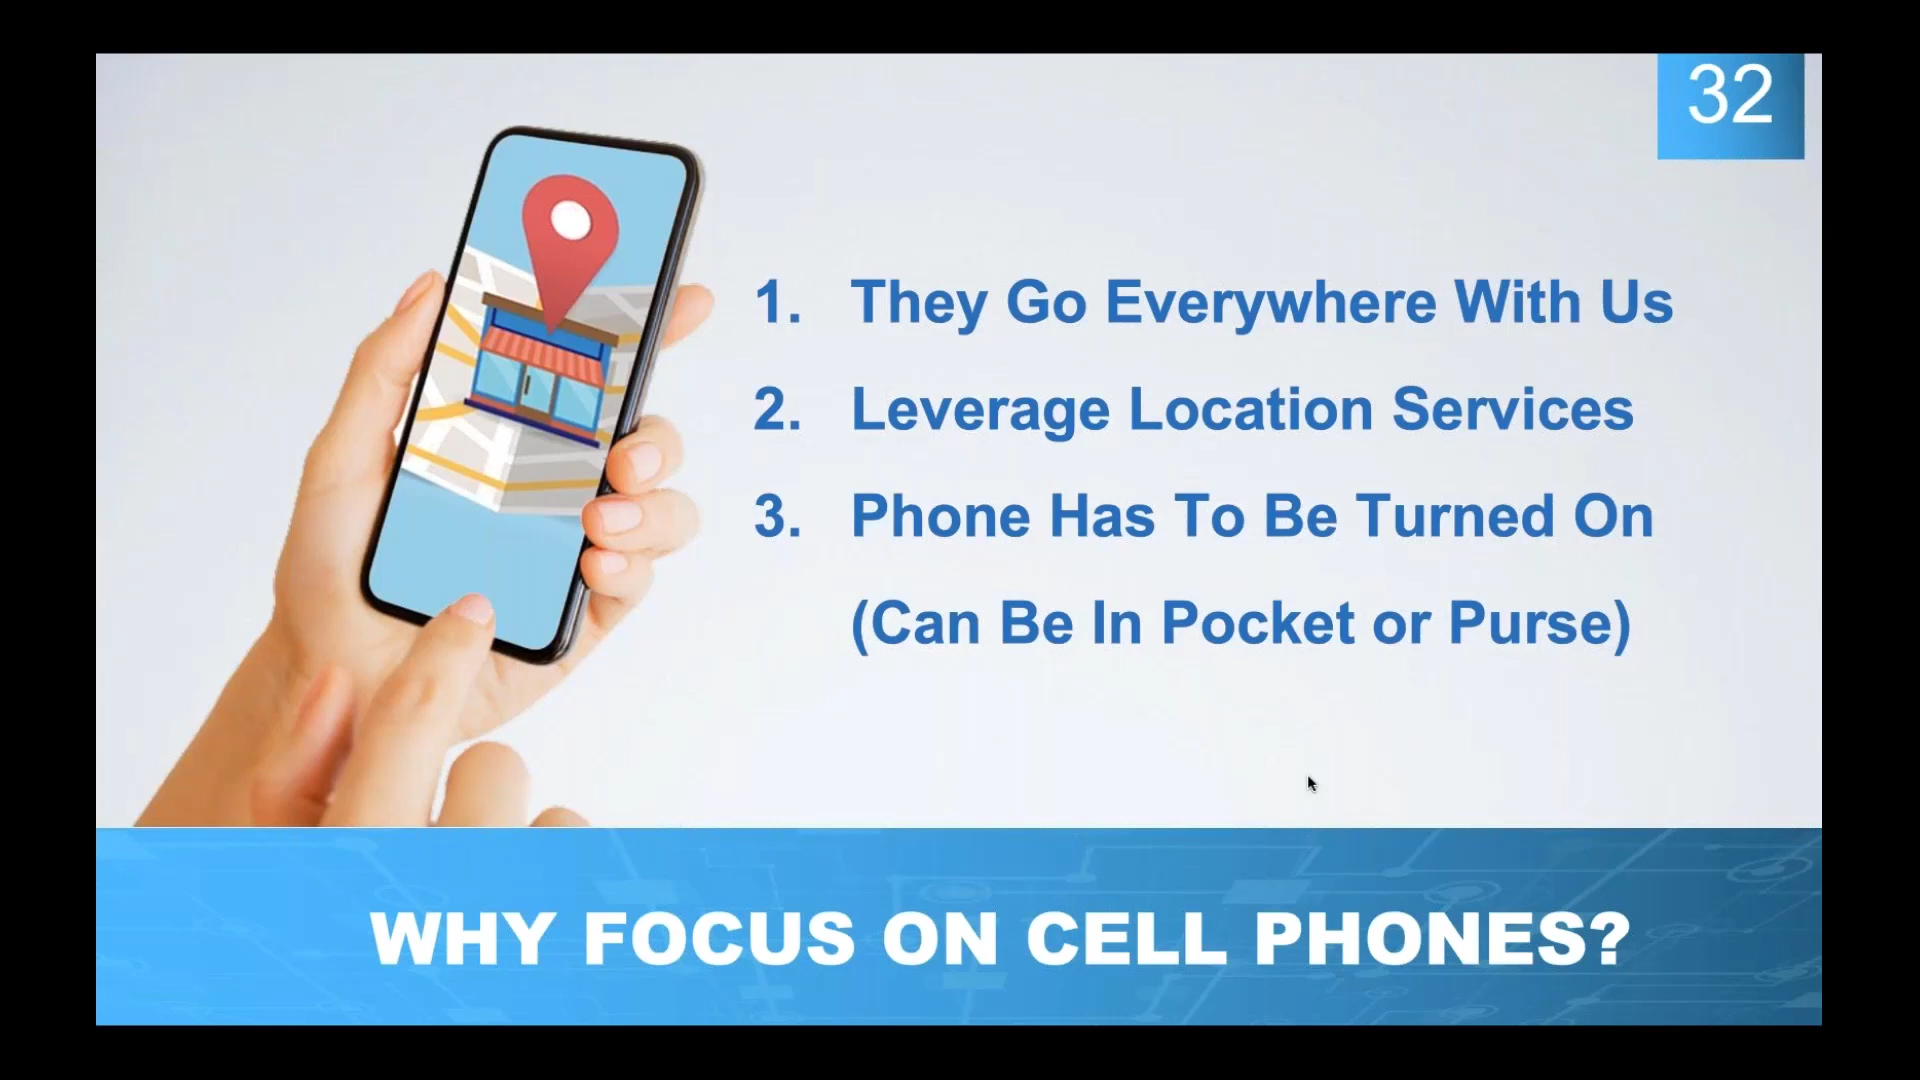 32
1. They Go Everywhere With Us
2. Leverage Location Services
3. Phone Has To Be Turned On
(Can Be In Pocket or Purse)
WHY FOCUS ON CELL PHONES?